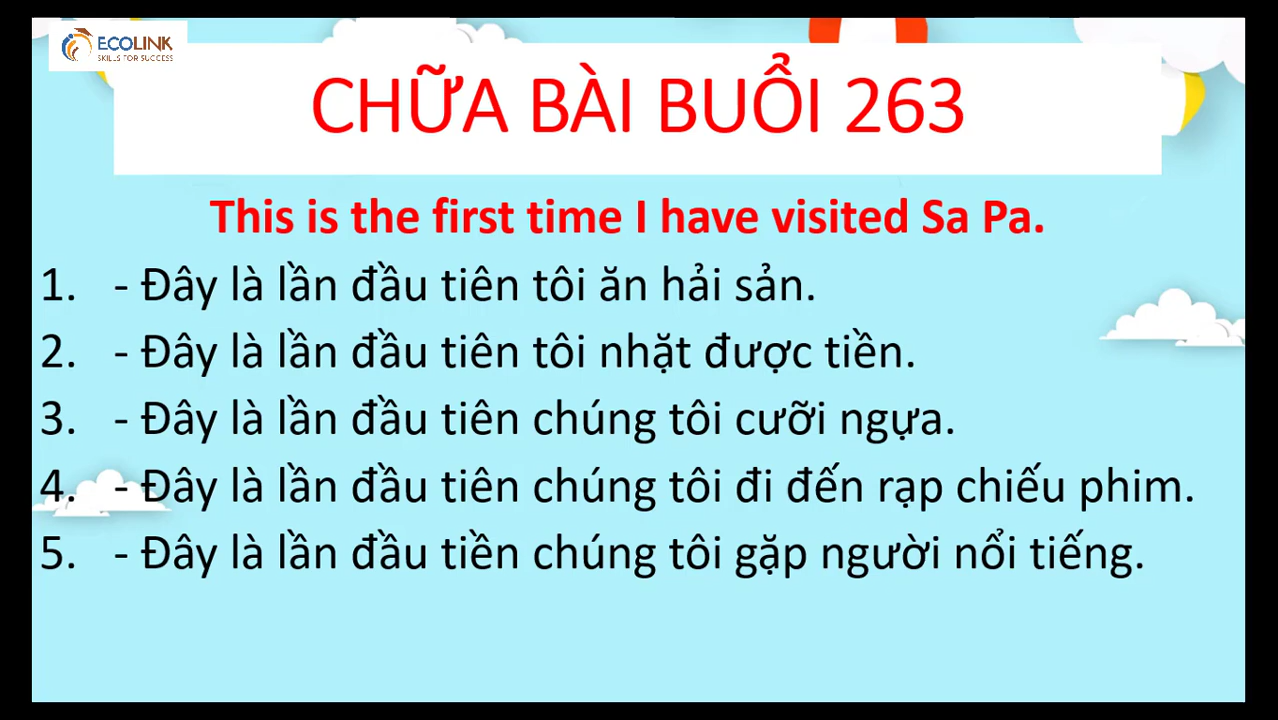 ECOLINK
SKILLS FOR SUCCESS
CHỮA BÀI BUỔI 263
This is the first time I have visited Sa Pa.
1. - Đây là lần đầu tiên tôi ăn hải sản.
2. - Đây là lần đầu tiên tôi nhặt được tiền.
3. - Đây là lần đầu tiên chúng tôi cưỡi ngựa.
4. - Đây là lần đầu tiên chúng tôi đi đến rạp chiếu phim.
5. - Đây là lần đầu tiền chúng tôi gặp người nổi tiếng.